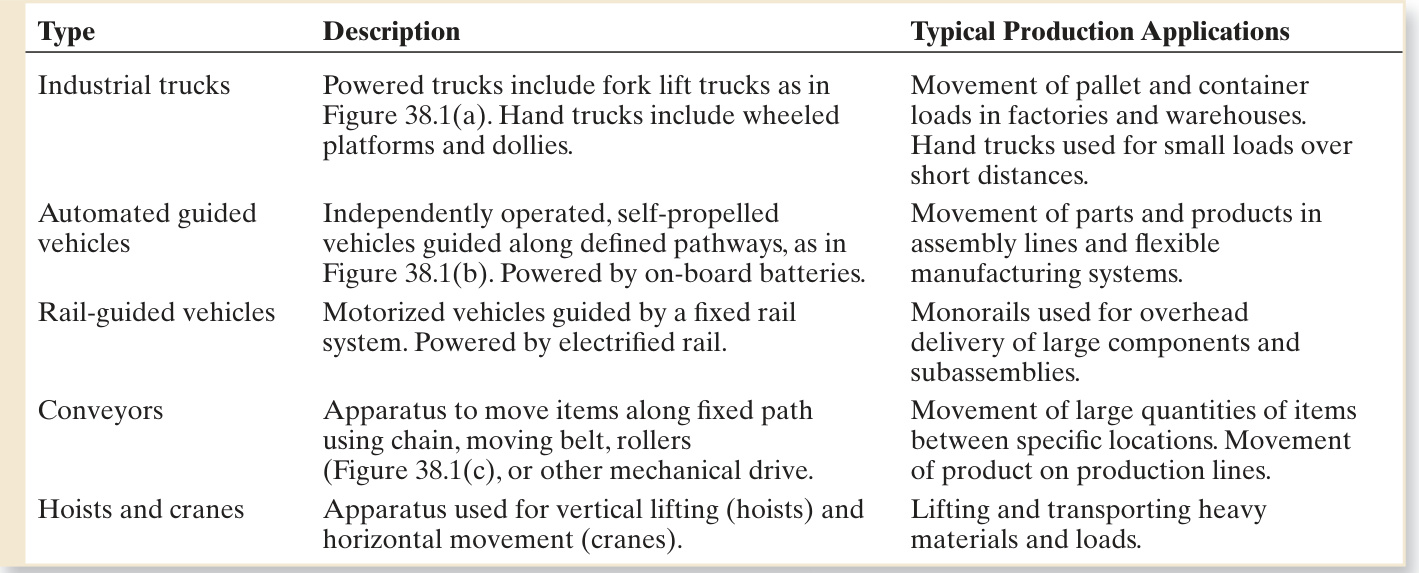 Type Description Typical Production Applications
Industrial trucks Powered trucks include fork lift trucks as in Movement of pallet and container
Figure 38.1(a). Hand trucks include wheeled loads in factories and warehouses.
platforms and dollies. Hand trucks used for small loads over
short distances.
Automated guided Independently operated, self-propelled Movement of parts and products in
vehicles vehicles guided along defined pathways, as in assembly lines and flexible
Figure 38.1(b). Powered by on-board batteries. manufacturing systems.
Rail-guided vehicles Motorized vehicles guided by a fixed rail Monorails used for overhead
system. Powered by electrified rail. delivery of large components and
subassemblies.
Conveyors Apparatus to move items along fixed path Movement of large quantities of items
using chain, moving belt, rollers between specific locations. Movement
(Figure 38.1(c), or other mechanical drive. of product on production lines.
Hoists and cranes Apparatus used for vertical lifting (hoists) and Lifting and transporting heavy
horizontal movement (cranes). materials and loads.